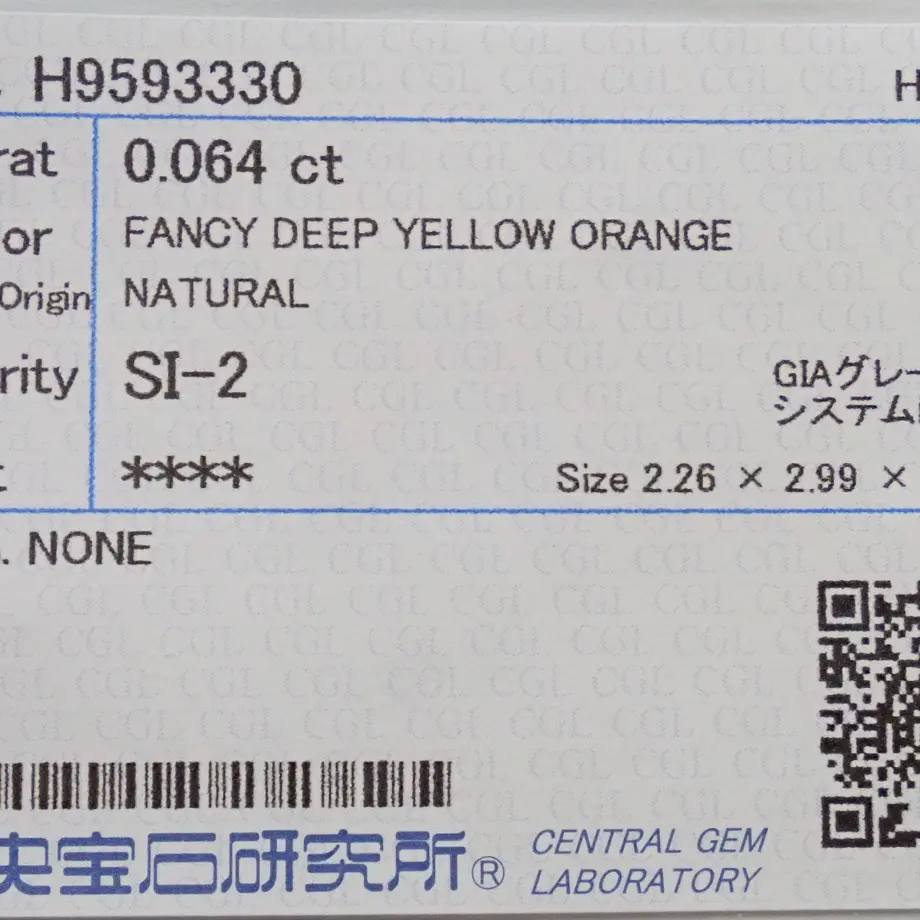 H9593330 H
rat 0.064 ct
or FANCY DEEP YELLOW ORANGE
Origin NATURAL
rity SI-2
GIAグレー
システム
t ****
Size 2.26 × 2.99 ×
. NONE
央宝石研究所®
CENTRAL GEM
LABORATORY